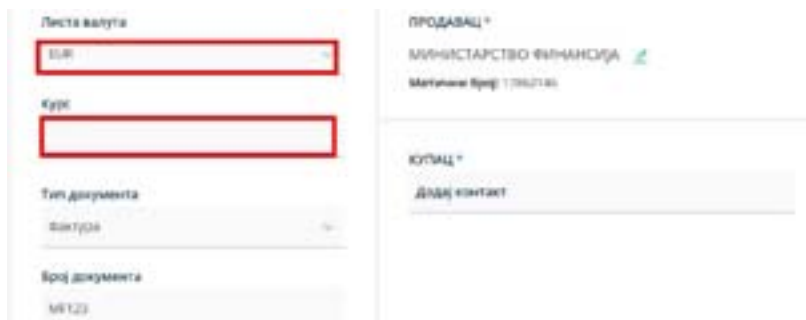 Листа валута
EUR
Курс
Тип документа
Фактура
Број документа
MF123
ПРОДАВАЦ *
МИНИСТАРСТВО ФИНАНСИЈА
Матични број:
КУПАЦ *
Додај контакт